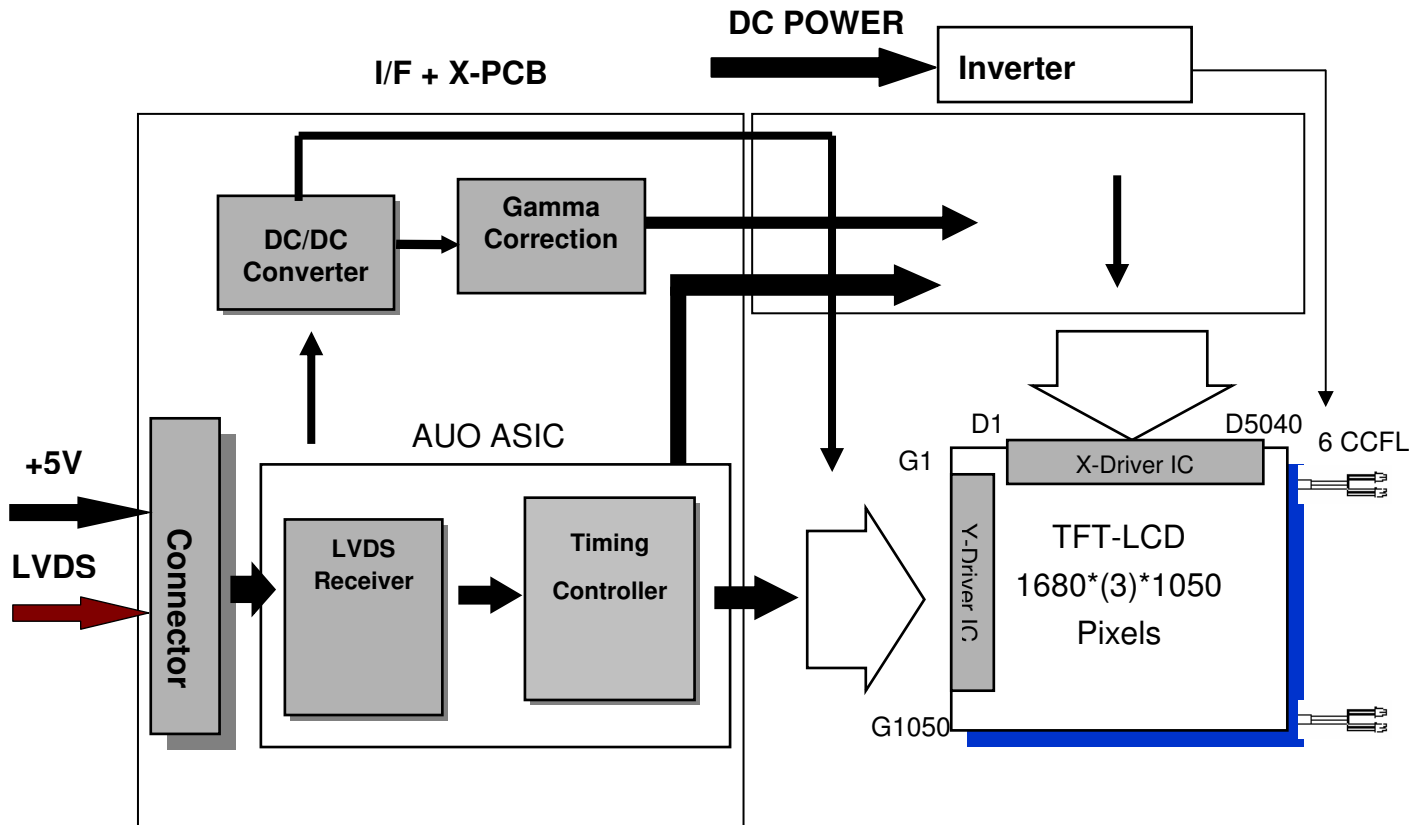 DC POWER
Inverter
I/F + X-PCB
Gamma
Correction
DC/DC
Converter
AUO ASIC
+5V
LVDS
Connector
LVDS
Receiver
Timing
Controller
D1
D5040
6 CCFL
G1
X-Driver IC
Y-Driver IC
TFT-LCD
1680*(3)*1050
Pixels
G1050